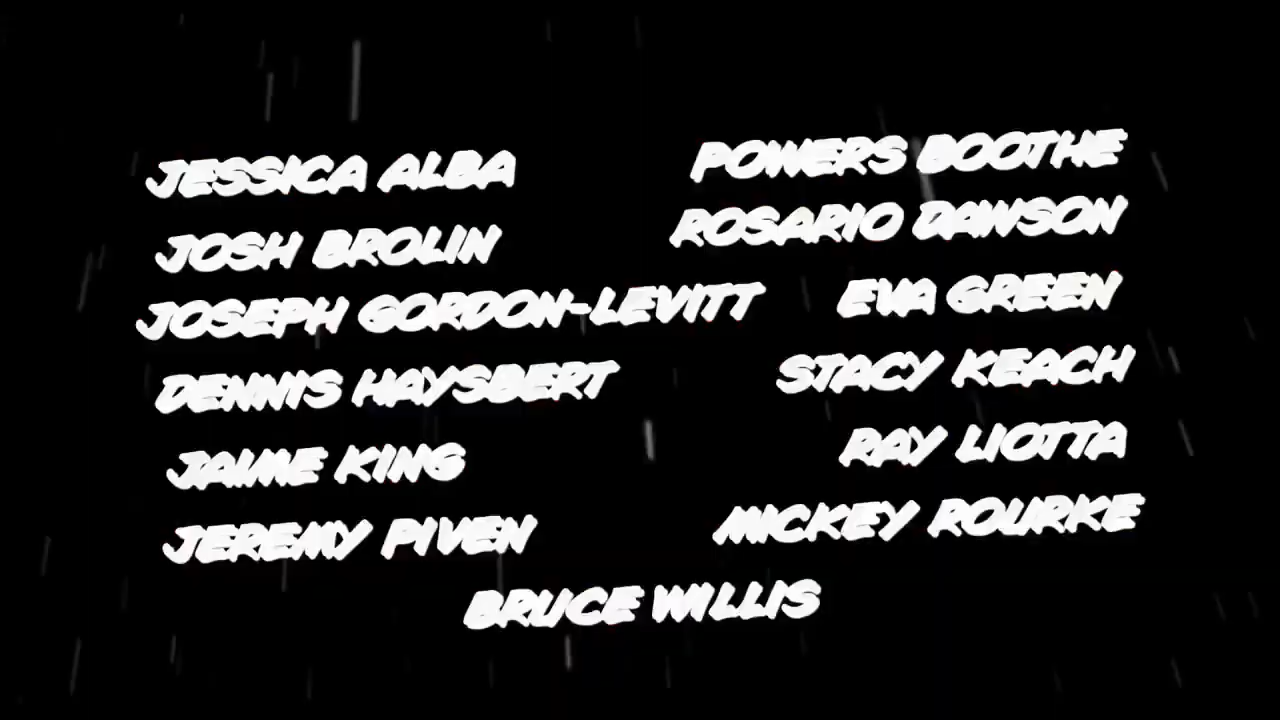 JESSICA ALBA
POWERS BOOTHE
JOSH BROLIN
ROSARIO DAWSON
JOSEPH GORDON-LEVITT
EVA GREEN
DENNIS HAYSBERT
STACY KEACH
JAIME KING
RAY LIOTTA
JEREMY PIVEN
MICKEY ROURKE
BRUCE WILLIS